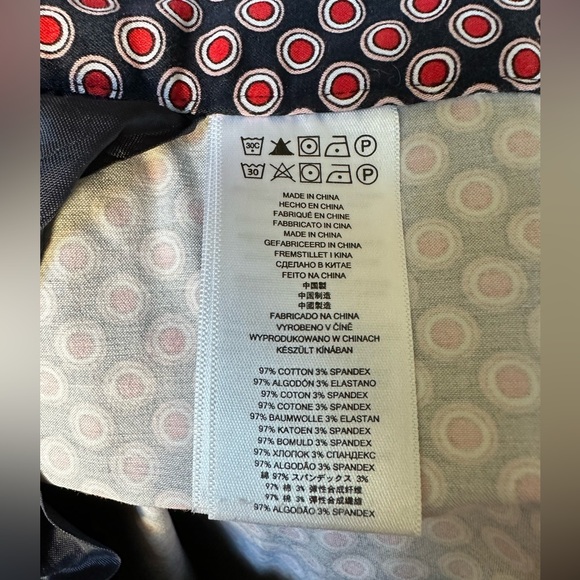 30C P
30 P
MADE IN CHINA
HECHO EN CHINA
FABRIQUÉ EN CHINE
FABBRICATO IN CINA
MADE IN CHINA
GEFABRICEERD IN CHINA
FREMSTILLET I KINA
СДЕЛАНО В КИТАЕ
FEITO NA CHINA
中国製
中国制造
中國製造
FABRICADO NA CHINA
VYROBENO V ČÍNĚ
WYPRODUKOWANO W CHINACH
KÉSZÜLT KÍNÁBAN
97% COTTON 3% SPANDEX
97% ALGODÓN 3% ELASTANO
97% COTON 3% SPANDEX
97% COTONE 3% SPANDEX
97% BAUMWOLLE 3% ELASTAN
97% KATOEN 3% SPANDEX
97% BOMULD 3% SPANDEX
97% ХЛОПОК 3% СПАНДЕКС
97% ALGODÃO 3% SPANDEX
綿 97% スパンデックス 3%
97% 棉 3% 弹性合成纤维
97% 棉 3% 彈性合成纖維
97% ALGODÃO 3% SPANDEX